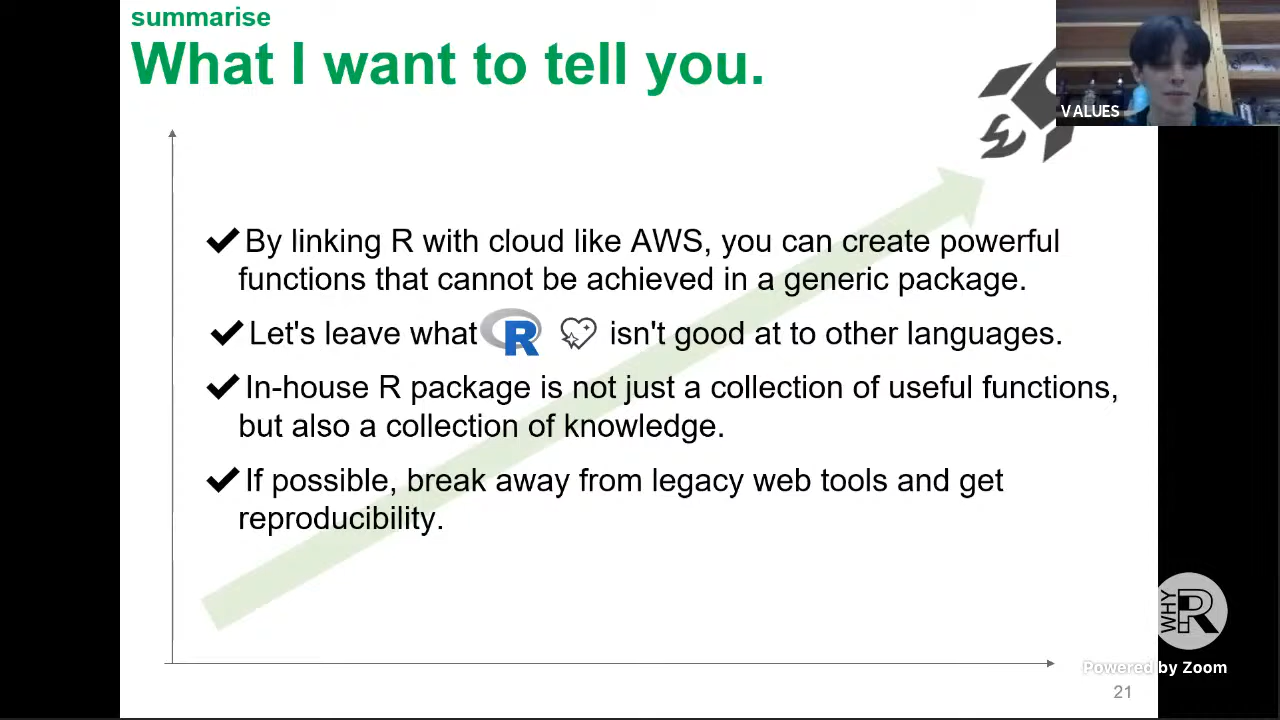 summarise
What I want to tell you.
VALUES
By linking R with cloud like AWS, you can create powerful
functions that cannot be achieved in a generic package.
Let's leave what R isn't good at to other languages.
In-house R package is not just a collection of useful functions,
but also a collection of knowledge.
If possible, break away from legacy web tools and get
reproducibility.
WHY R
Powered by Zoom
21